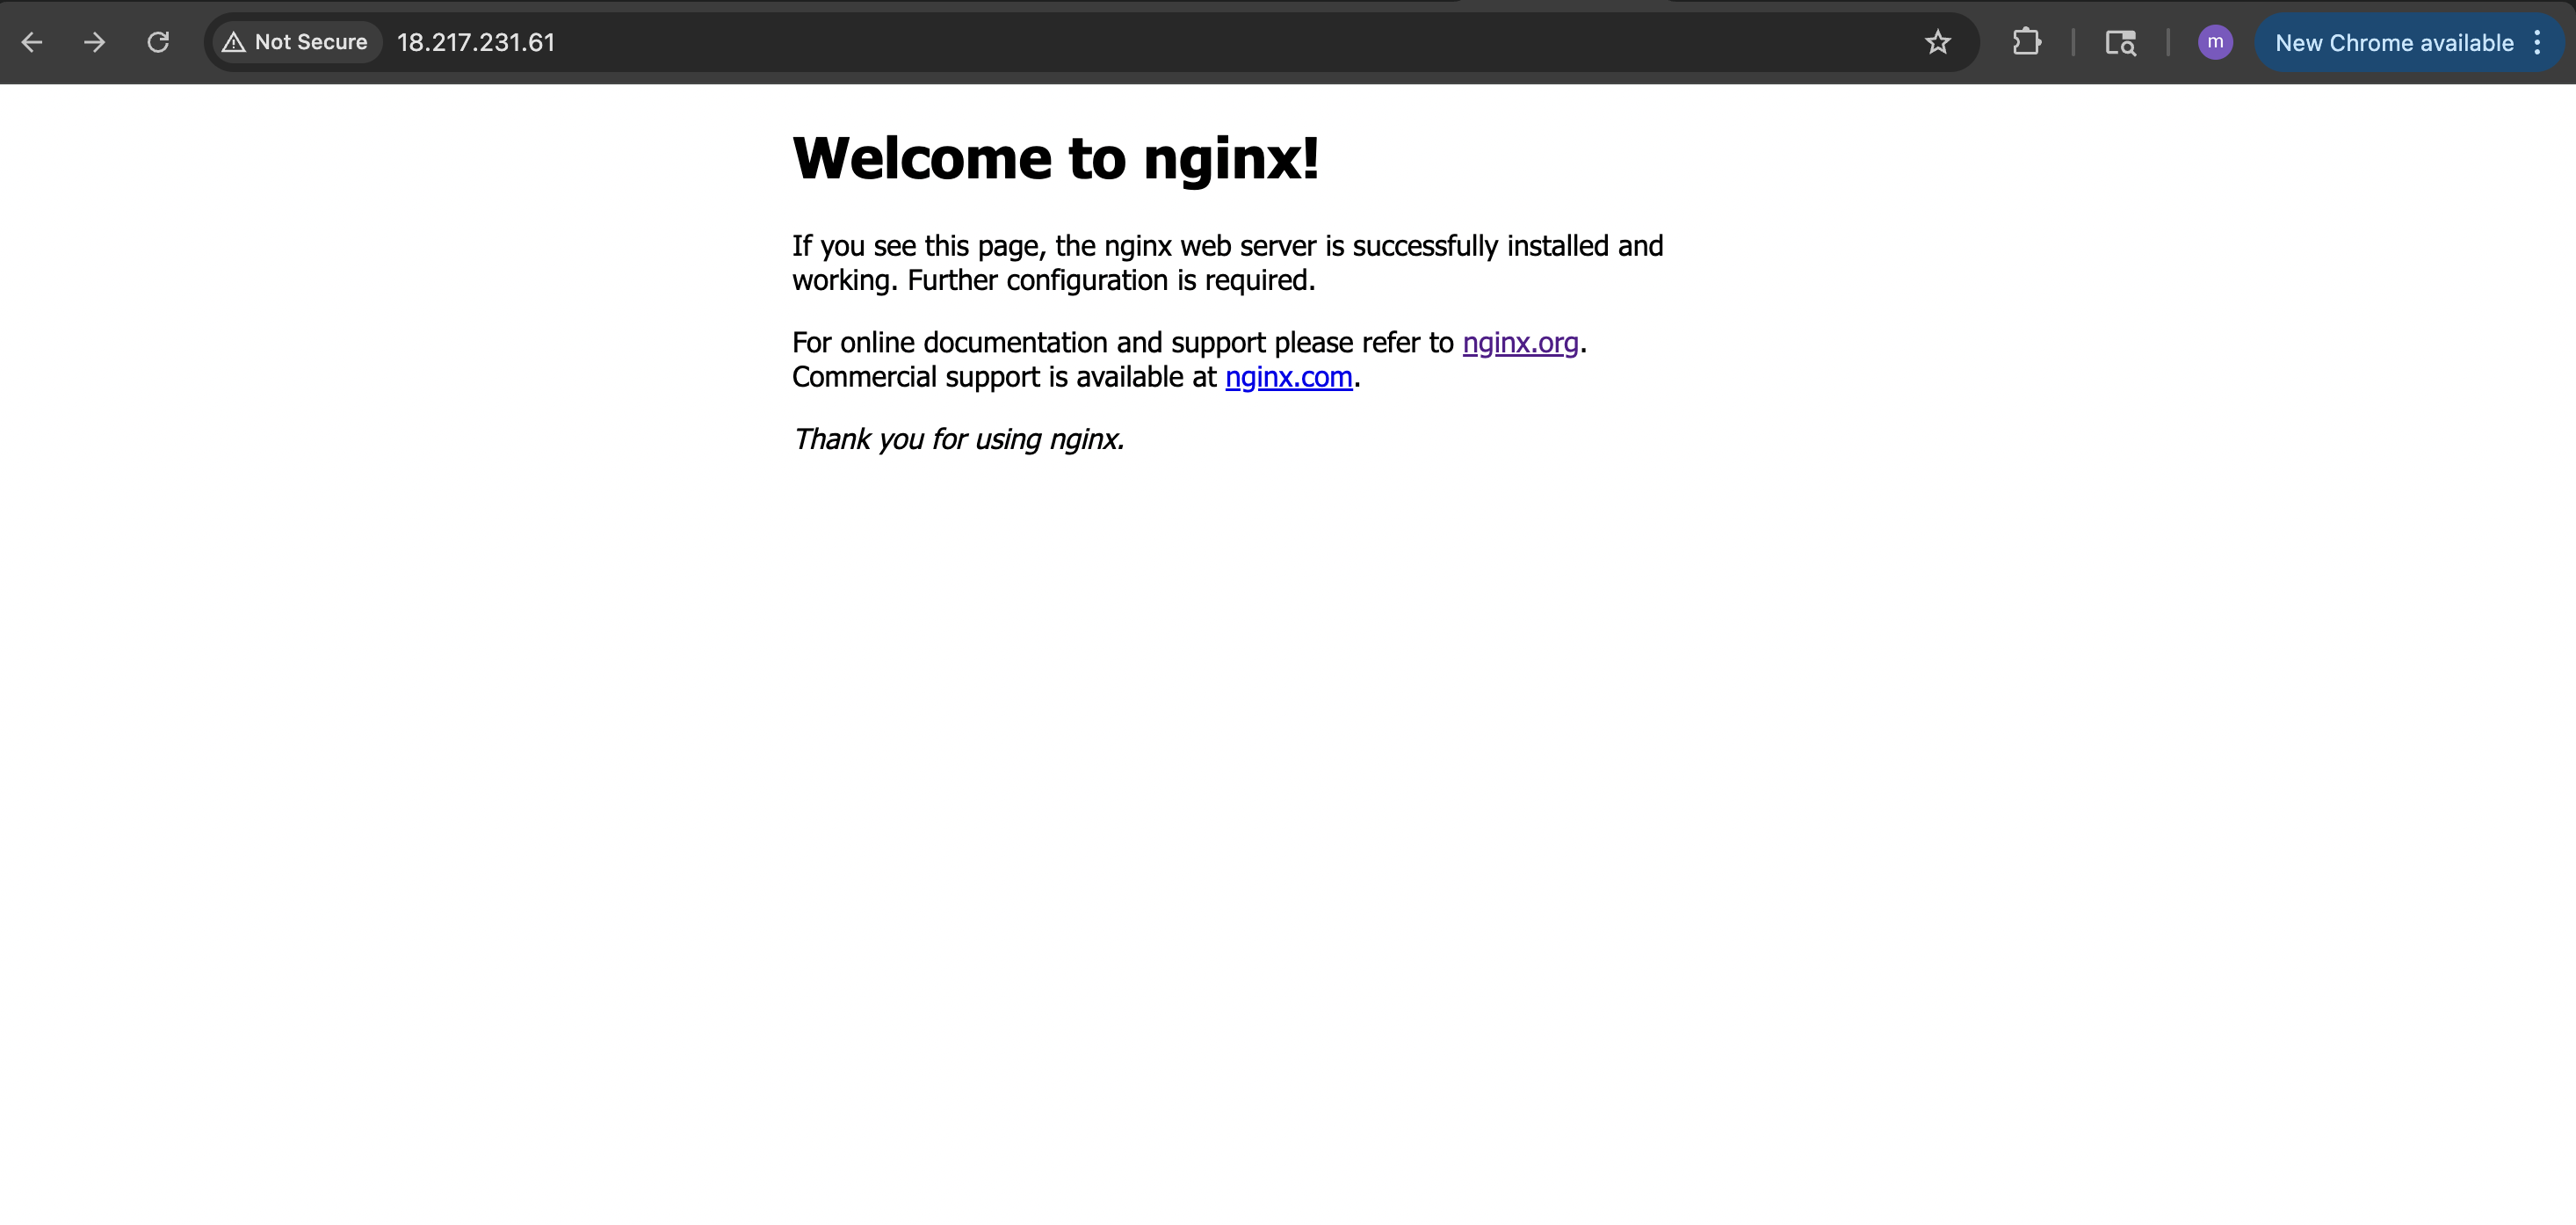 Not Secure 18.217.231.61 m New Chrome available
Welcome to nginx!
If you see this page, the nginx web server is successfully installed and
working. Further configuration is required.
For online documentation and support please refer to nginx.org.
Commercial support is available at nginx.com.
Thank you for using nginx.